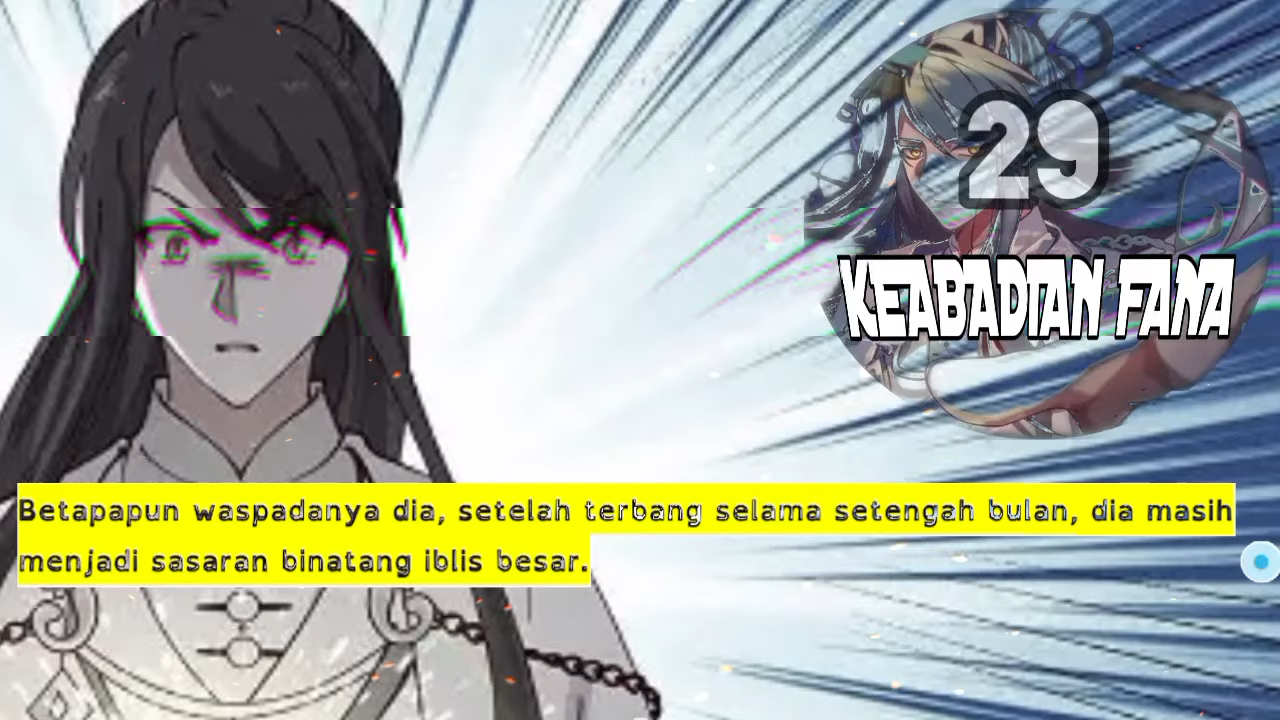 29
KEABADIAN FANA
Betapapun waspadanya dia, setelah terbang selama setengah bulan, dia masih
menjadi sasaran binatang iblis besar.